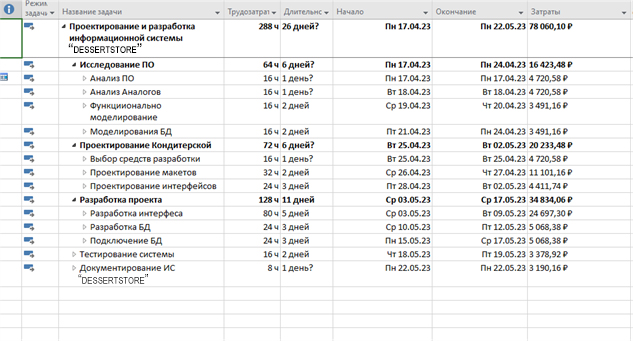 Режим задачи Название задачи Трудозатрат Длительнос Начало Окончание Затраты
Проектирование и разработка информационной системы "DESSERTSTORE" 288 ч 26 дней? Пн 17.04.23 Пн 22.05.23 78 060,10 ₽
Исследование ПО 64 ч 6 дней? Пн 17.04.23 Пн 24.04.23 16 423,48 ₽
Анализ ПО 16 ч 1 день? Пн 17.04.23 Пн 17.04.23 4 720,58 ₽
Анализ Аналогов 16 ч 1 день? Вт 18.04.23 Вт 18.04.23 4 720,58 ₽
Функционально моделирование 16 ч 2 дней Ср 19.04.23 Чт 20.04.23 3 491,16 ₽
Моделирования БД 16 ч 2 дней Пт 21.04.23 Пн 24.04.23 3 491,16 ₽
Проектирование Кондитерской 72 ч 6 дней? Вт 25.04.23 Вт 02.05.23 20 233,48 ₽
Выбор средств разработки 16 ч 1 день? Вт 25.04.23 Вт 25.04.23 4 720,58 ₽
Проектирование макетов 32 ч 2 дней Ср 26.04.23 Чт 27.04.23 11 101,16 ₽
Проектирование интерфейсов 24 ч 3 дней Пт 28.04.23 Вт 02.05.23 4 411,74 ₽
Разработка проекта 128 ч 11 дней Ср 03.05.23 Ср 17.05.23 34 834,06 ₽
Разработка интерфеса 80 ч 5 дней Ср 03.05.23 Вт 09.05.23 24 697,30 ₽
Разработка БД 24 ч 3 дней Ср 10.05.23 Пт 12.05.23 5 068,38 ₽
Подключение БД 24 ч 3 дней Пн 15.05.23 Ср 17.05.23 5 068,38 ₽
Тестирование системы 16 ч 2 дней Чт 18.05.23 Пт 19.05.23 3 378,92 ₽
Документирование ИС "DESSERTSTORE" 8 ч 1 день? Пн 22.05.23 Пн 22.05.23 3 190,16 ₽